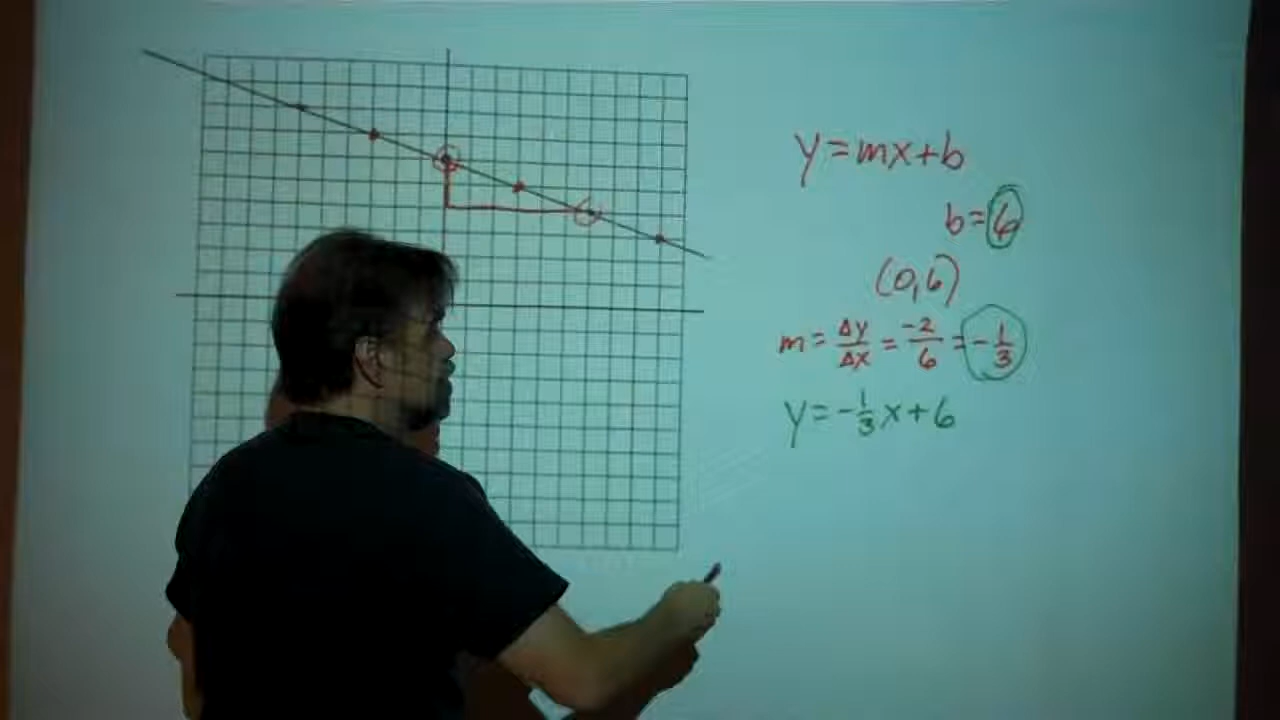 y=mx+b
b=6
(0,6)
m=Δy/Δx=-2/6=-1/3
y=-1/3x+6